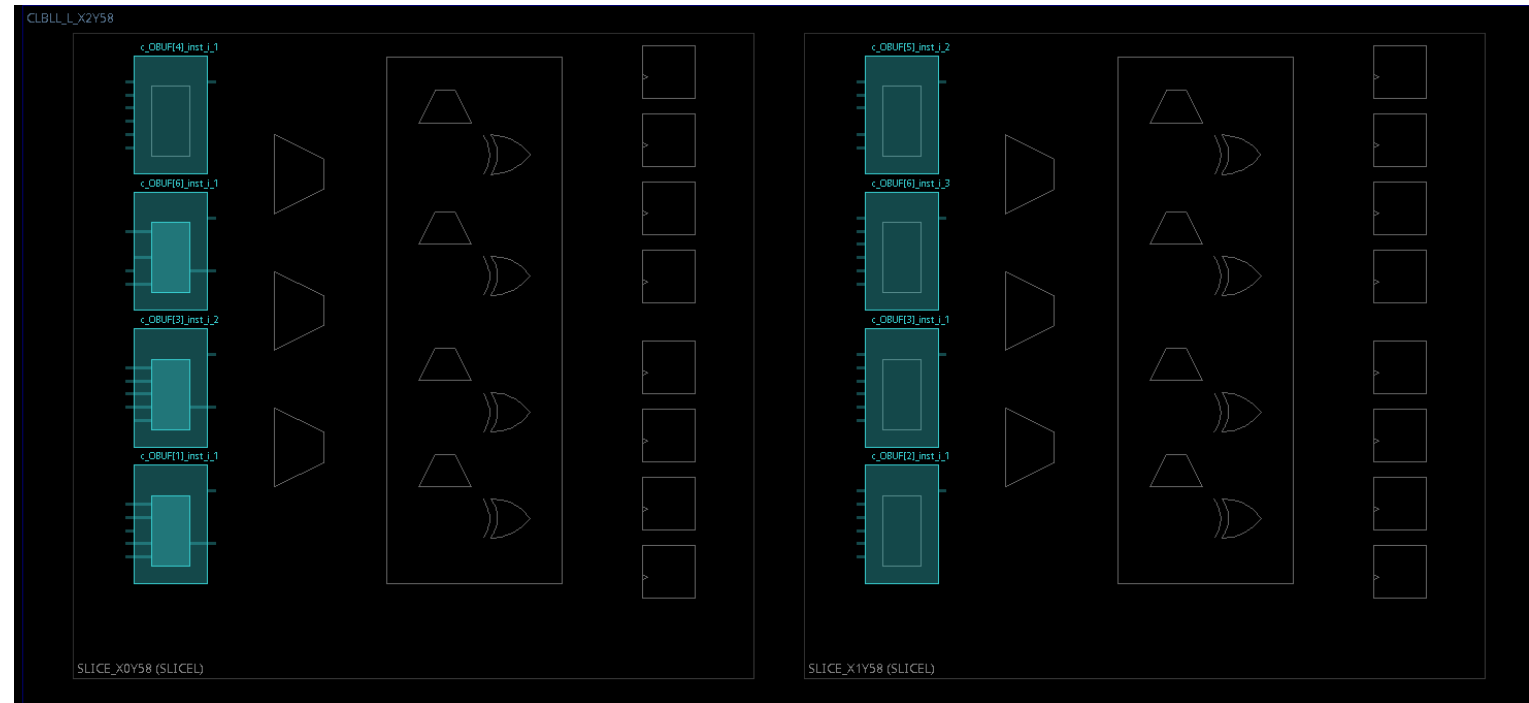 CLBLL_L_X2Y58
c_OBUF[4]_inst_i_1
c_OBUF[6]_inst_i_1
c_OBUF[3]_inst_i_2
c_OBUF[1]_inst_i_1
SLICE_X0Y58 (SLICEL)
c_OBUF[5]_inst_i_2
c_OBUF[6]_inst_i_3
c_OBUF[3]_inst_i_1
c_OBUF[2]_inst_i_1
SLICE_X1Y58 (SLICEL)